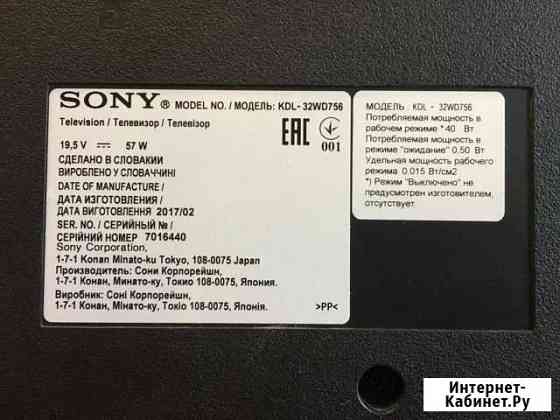 SONY® MODEL NO. / МОДЕЛЬ: KDL-32WD756
Television / Телевизор / Телевізор
19,5 V 57 W
EAC
001
СДЕЛАНО В СЛОВАКИИ
ВИРОБЛЕНО У СЛОВАЧЧИНІ
DATE OF MANUFACTURE /
ДАТА ИЗГОТОВЛЕНИЯ /
ДАТА ВИГОТОВЛЕННЯ 2017/02
SER. NO. / СЕРИЙНЫЙ № /
СЕРІЙНИЙ НОМЕР 7016440
Sony Corporation,
1-7-1 Konan Minato-ku Tokyo, 108-0075 Japan
Производитель: Сони Корпорейшн,
1-7-1 Конан, Минато-ку, Токио 108-0075, Япония.
Виробник: Соні Корпорейшн,
1-7-1 Конан, Мінато-ку, Токіо 108-0075, Японія.
>PP<
МОДЕЛЬ: KDL - 32WD756
Потребляемая мощность в
рабочем режиме *40 Вт
Потребляемая мощность в
режиме "ожидание" 0.50 Вт
Удельная мощность рабочего
режима 0.015 Вт/см2
*) Режим "Выключено" не
предусмотрен изготовителем,
отсутствует.
Интернет-
Кабинет.Ру